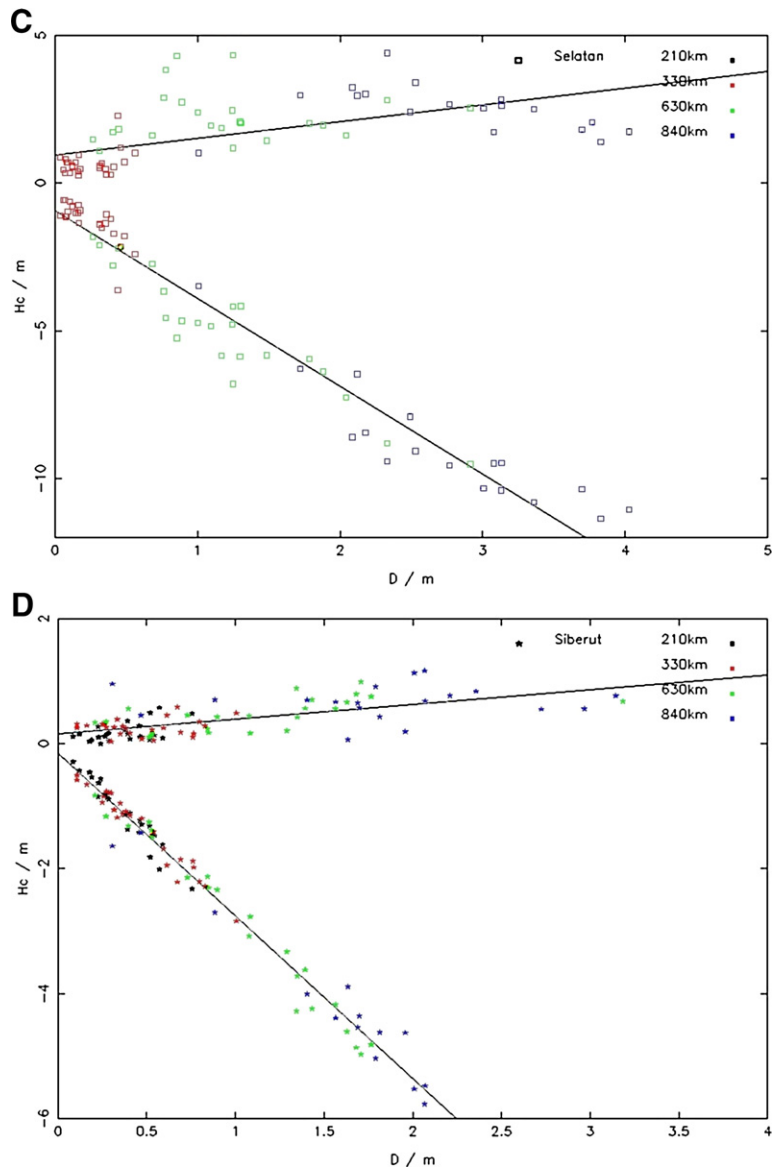 C
5
Selatan
210km
330km
630km
840km
0
Hc / m
-5
-10
0 1 2 3 4 5
D / m
D
2
Siberut
210km
330km
630km
840km
0
-2
Hc / m
-4
-6
0 0.5 1 1.5 2 2.5 3 3.5 4
D / m